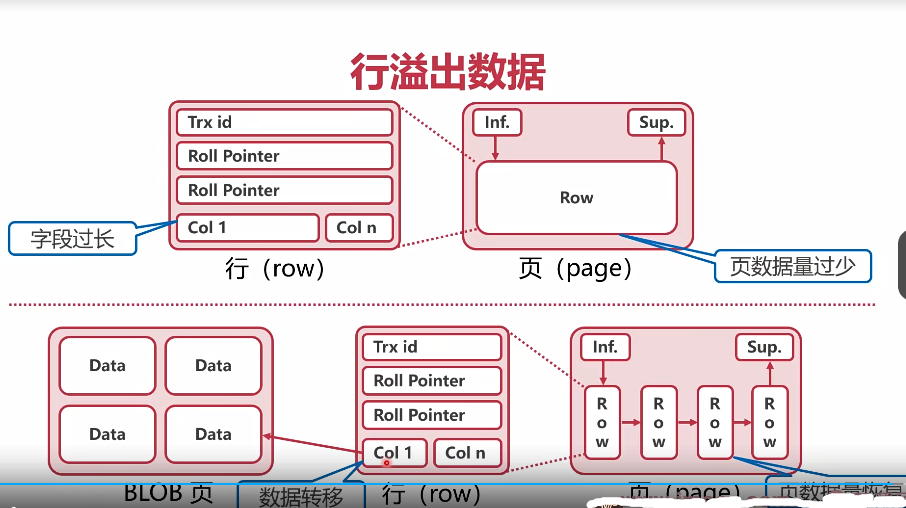 行溢出数据
Trx id
Roll Pointer
Roll Pointer
Col 1
Col n
字段过长
行（row）
Inf.
Sup.
Row
页（page）
页数据量过少
Data
Data
Data
Data
BLOB 页
Trx id
Roll Pointer
Roll Pointer
Col 1
Col n
数据转移
行（row）
Inf.
Sup.
Row
Row
Row
Row
页（page）
页数据量恢复